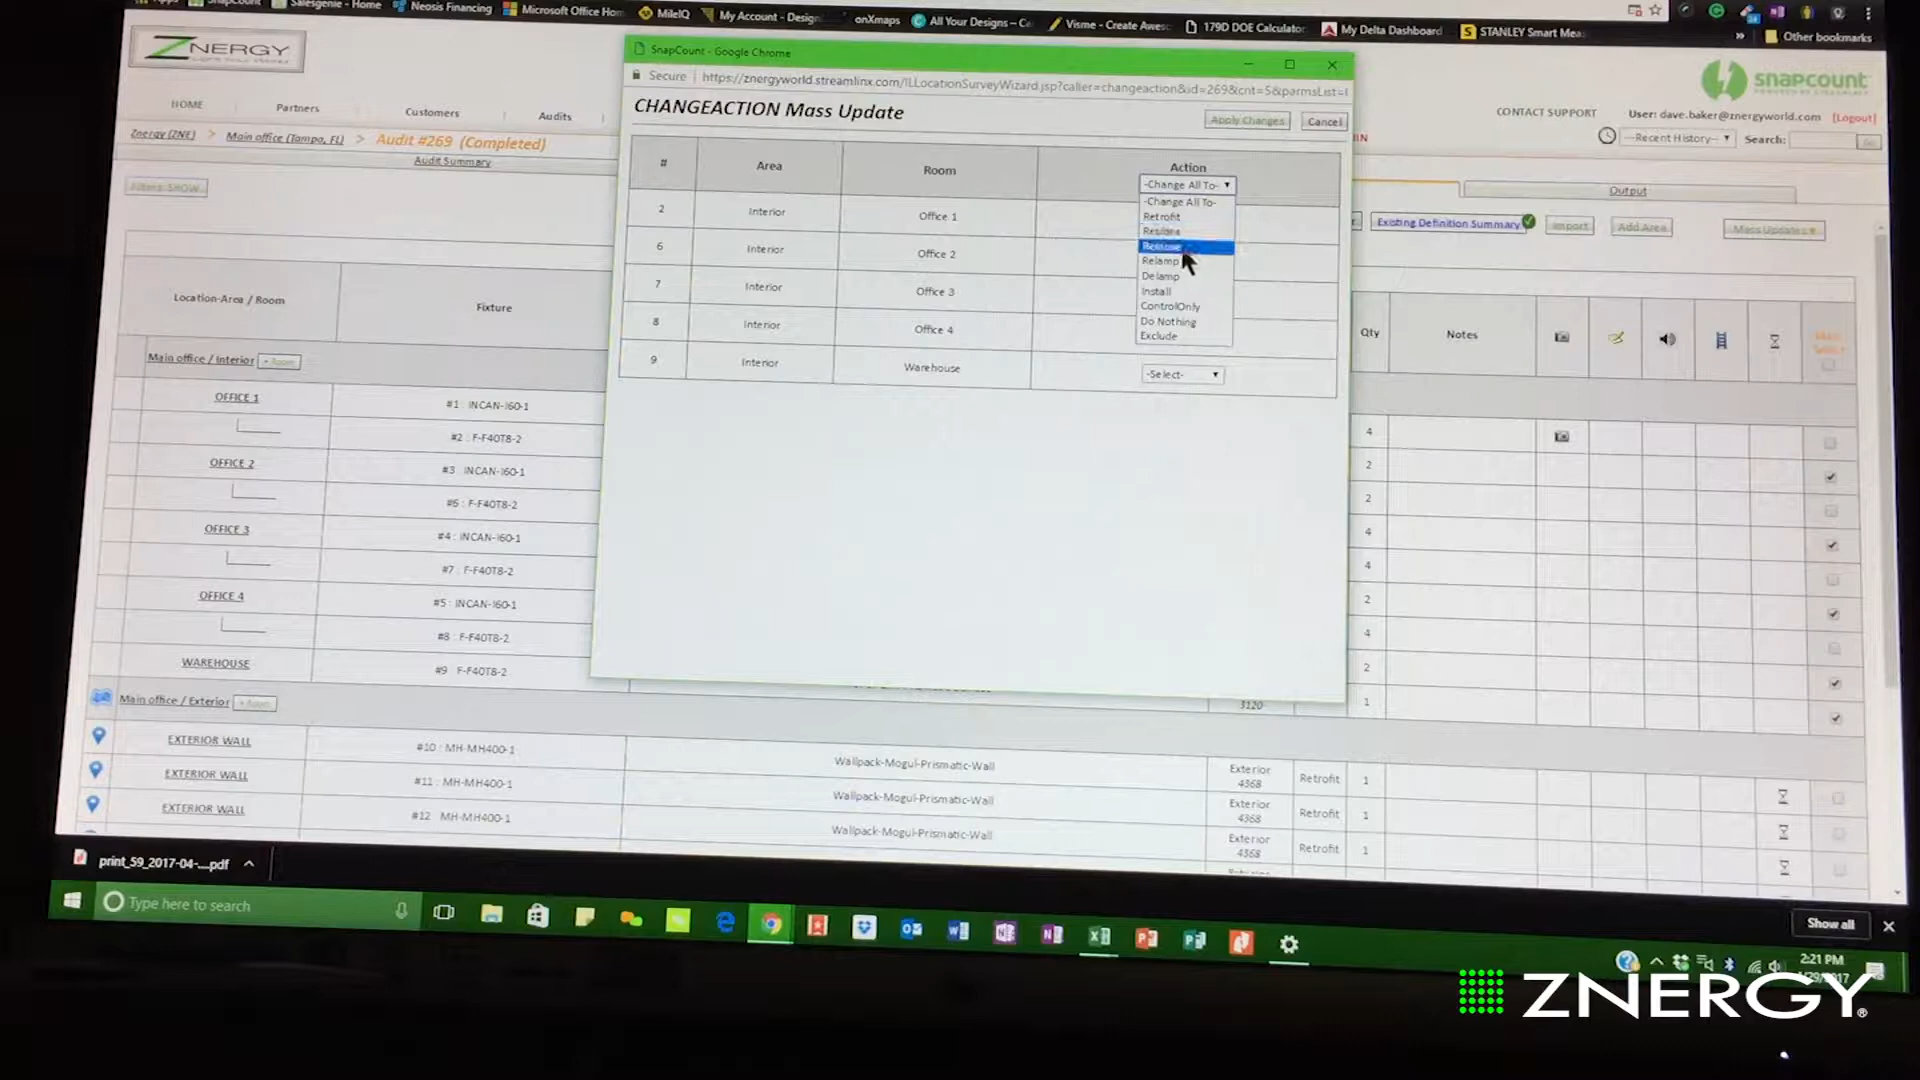 SnapCount
Salesgenie - Home
Neosis Financing
Microsoft Office Hom
MileIQ
My Account - Design
onXmaps
All Your Designs – Ca
Visme - Create Awes
179D DOE Calculator
My Delta Dashboard
STANLEY Smart Mea
»
Other bookmarks
ZNERGY
SnapCount - Google Chrome
Secure
https://znergyworld.streamlinx.com/ILLocationSurveyWizard.jsp?caller=changeaction&id=269&cnt=5&parmsList=
CHANGEACTION Mass Update
Apply Changes
Cancel
snapcount
CONTACT SUPPORT
User: dave.baker@znergyworld.com [Logout]
---Recent History---
Search:
HOME
Partners
Customers
Audits
Znergy (ZNE) > Main office (Tampo, FL) > Audit #269 (Completed)
Audit Summary
Filters: SHOW
Output
Existing Definition Summary
Import
Add Area
Mass Updates
# Area Room Action
-Change All To-
-Change All To-
Retrofit
Replace
Remove
Relamp
Delamp
Install
ControlOnly
Do Nothing
Exclude
2 Interior Office 1
6 Interior Office 2
7 Interior Office 3
8 Interior Office 4
9 Interior Warehouse -Select-
Location-Area / Room Fixture Qty Notes
Main office / Interior + Room
OFFICE 1 #1 : INCAN-I60-1 4
#2 : F-F40T8-2 2
OFFICE 2 #3 INCAN-I60-1 2
#6 : F-F40T8-2 4
OFFICE 3 #4 : INCAN-I60-1 4
#7 : F-F40T8-2 2
OFFICE 4 #5 : INCAN-I60-1 4
#8 : F-F40T8-2 2
WAREHOUSE #9 F-F40T8-2 3120 1
Main office / Exterior + Room
EXTERIOR WALL #10 : MH-MH400-1 Wallpack-Mogul-Prismatic-Wall Exterior 4368 Retrofit 1
EXTERIOR WALL #11 : MH-MH400-1 Wallpack-Mogul-Prismatic-Wall Exterior 4368 Retrofit 1
EXTERIOR WALL #12 MH-MH400-1 Wallpack-Mogul-Prismatic-Wall Exterior 4368 Retrofit 1
print_59_2017-04-....pdf
Show all
Type here to search
2:21 PM
ZNERGY®